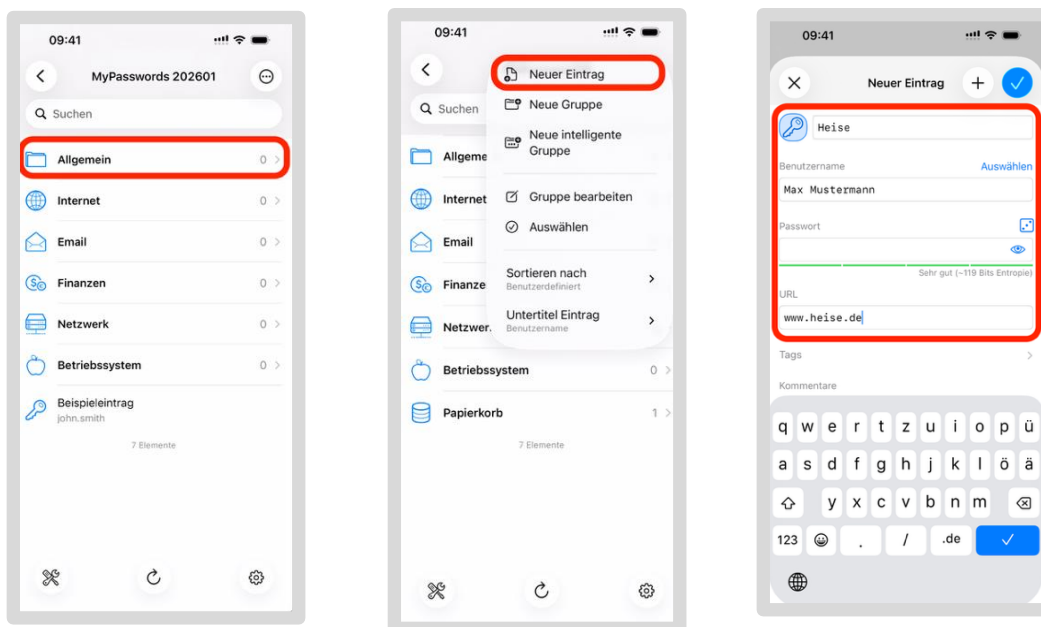 09:41
MyPasswords 202601
Suchen
Allgemein 0
Internet 0
Email 0
Finanzen 0
Netzwerk 0
Betriebssystem 0
Beispieleintrag
john.smith
7 Elemente
09:41
Neuer Eintrag
Suchen
Neue Gruppe
Neue intelligente
Gruppe
Allgeme
Internet
Gruppe bearbeiten
Auswählen
Email
Finanze
Sortieren nach
Benutzerdefiniert
Untertitel Eintrag
Benutzername
Netzwer
Betriebssystem 0
Papierkorb 1
7 Elemente
09:41
Neuer Eintrag
Heise
Benutzername Auswählen
Max Mustermann
Passwort
Sehr gut (~119 Bits Entropie)
URL
www.heise.de
Tags
Kommentare
q w e r t z u i o p ü
a s d f g h j k l ö ä
y x c v b n m
123 . / .de